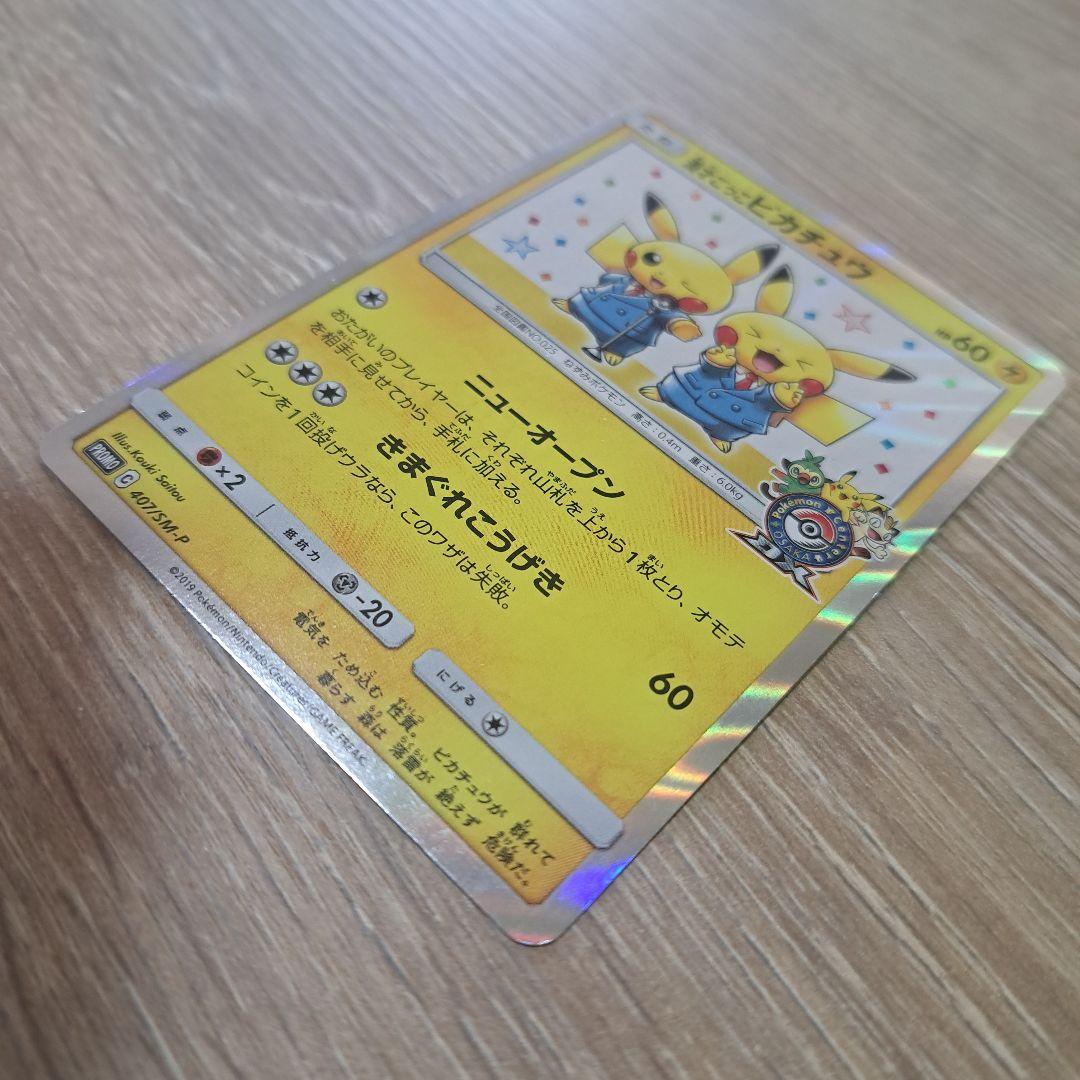 ピカチュウ
HP60
全国図鑑NO.025 ねずみポケモン 高さ:0.4m 重さ:6.0kg
Pokémon Center
OSAKA
DX
ニューオープン
おたがいのプレイヤーは、それぞれ山札を上から1枚とり、オモテ
を相手に見せてから、手札に加える。
きまぐれこうげき
60
コインを1回投げウラなら、このワザは失敗。
弱点 ×2 抵抗力 -20 にげる
Illus.Kouki Saitou
PROMO C 407/SM-P
電気を ため込む 性質。 ピカチュウが 群れて
暮らす 森は 落雷が 絶えず 危険だ。
©2019 Pokémon/Nintendo/Creatures/GAME FREAK.